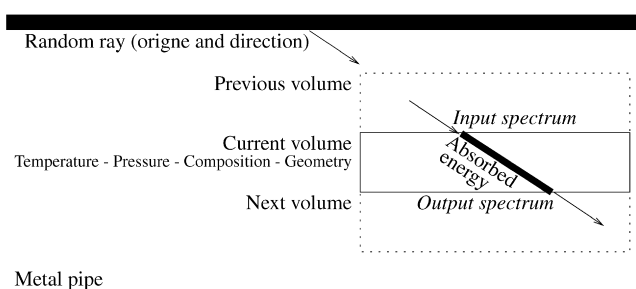 Random ray (origne and direction)
Previous volume
Input spectrum
Current volume
Temperature - Pressure - Composition - Geometry
Absorbed
energy
Next volume
Output spectrum
Metal pipe